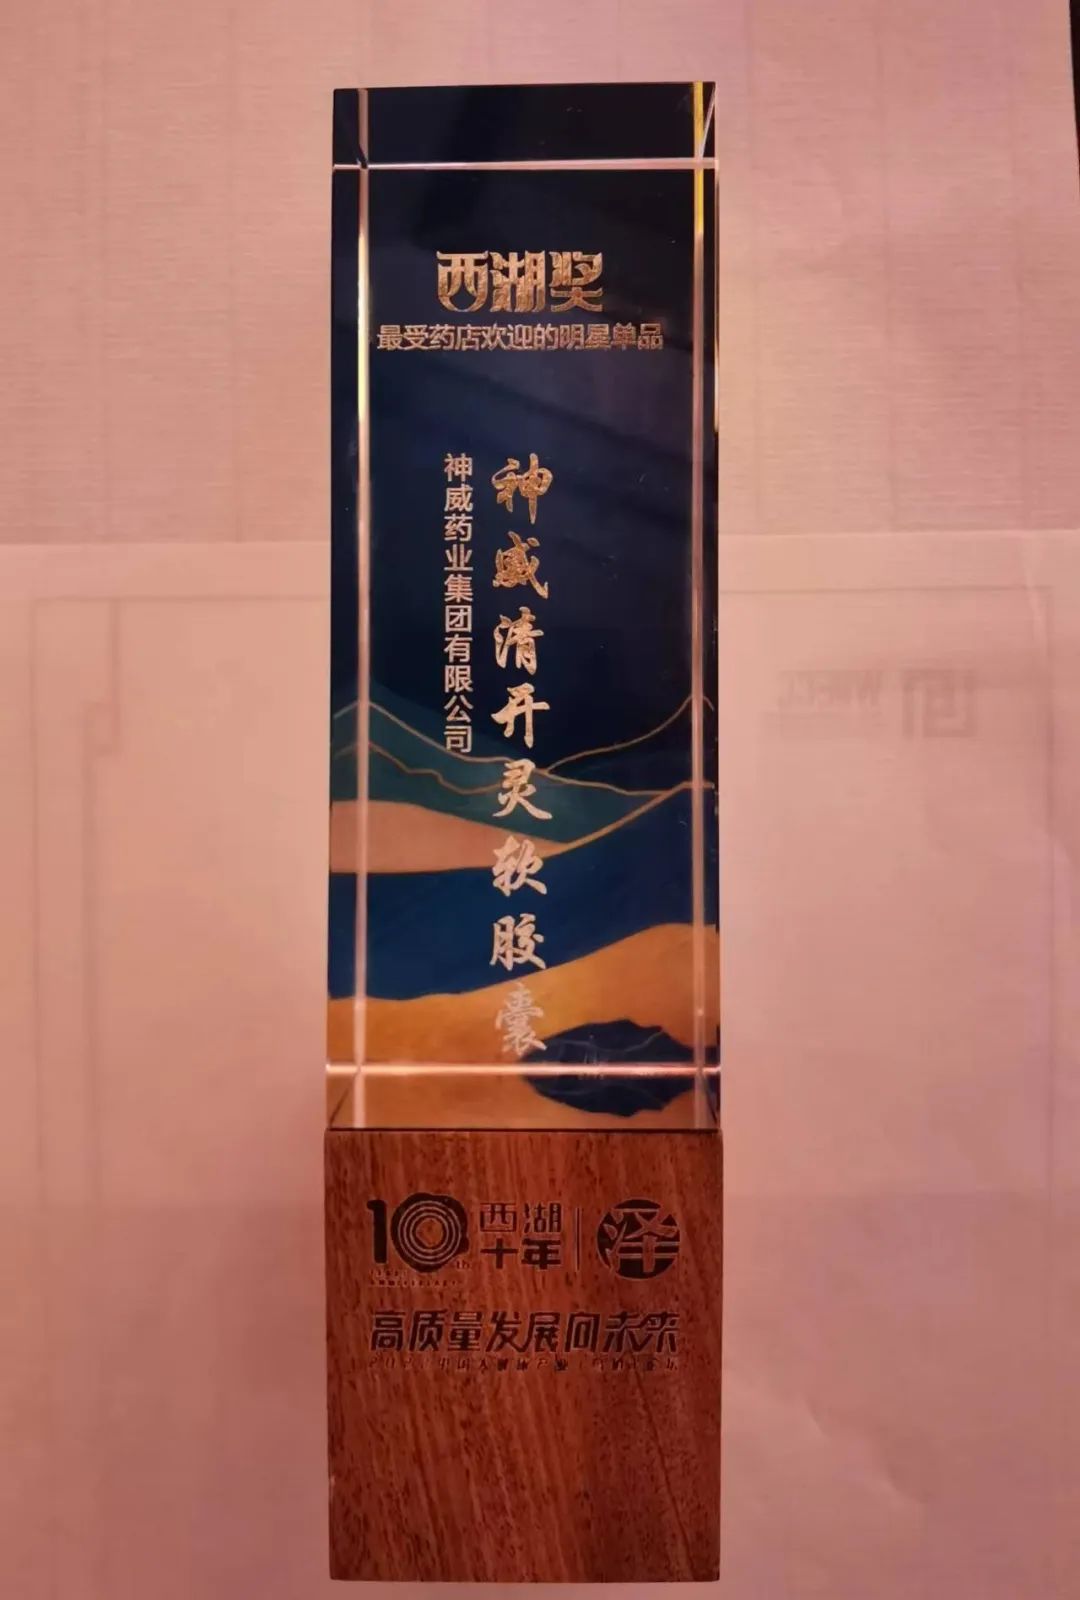 西湖奖
最受药店欢迎的明星单品
神威清开灵软胶囊
神威药业集团有限公司
10th
西湖
十年
泽
高质量发展向未来